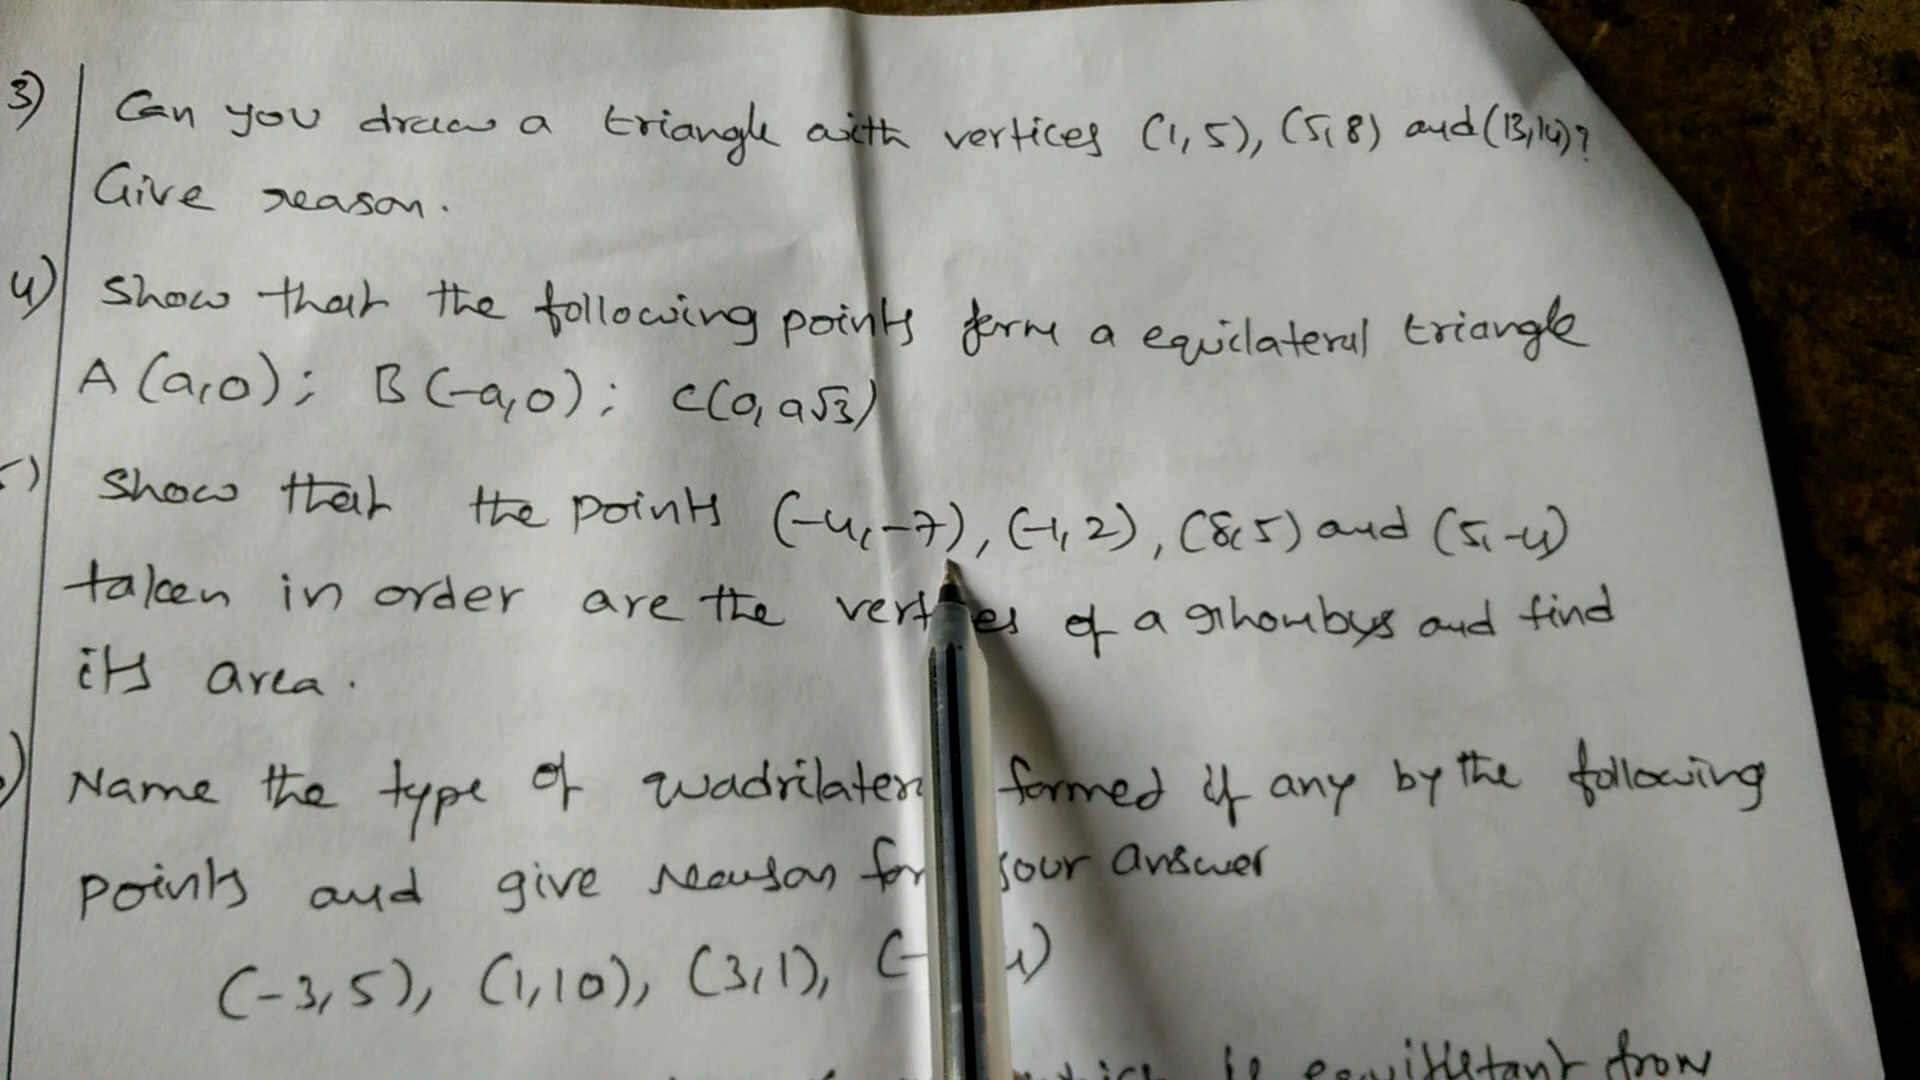 3) Can you draw a triangle with vertices (1,5), (5,8) and (13,14)?
Give reason.
4) Show that the following points form a equilateral triangle
A(a,0); B(-a,0); C(0,a√3)
5) Show that the points (-4,-7), (-1,2), (8,5) and (5,-4)
taken in order are the of a rhombus and find
its area.
) Name the type of formed if any by the following
points and give reason for your answer
(-3,5), (1,10), (3,1),
is equidistant from